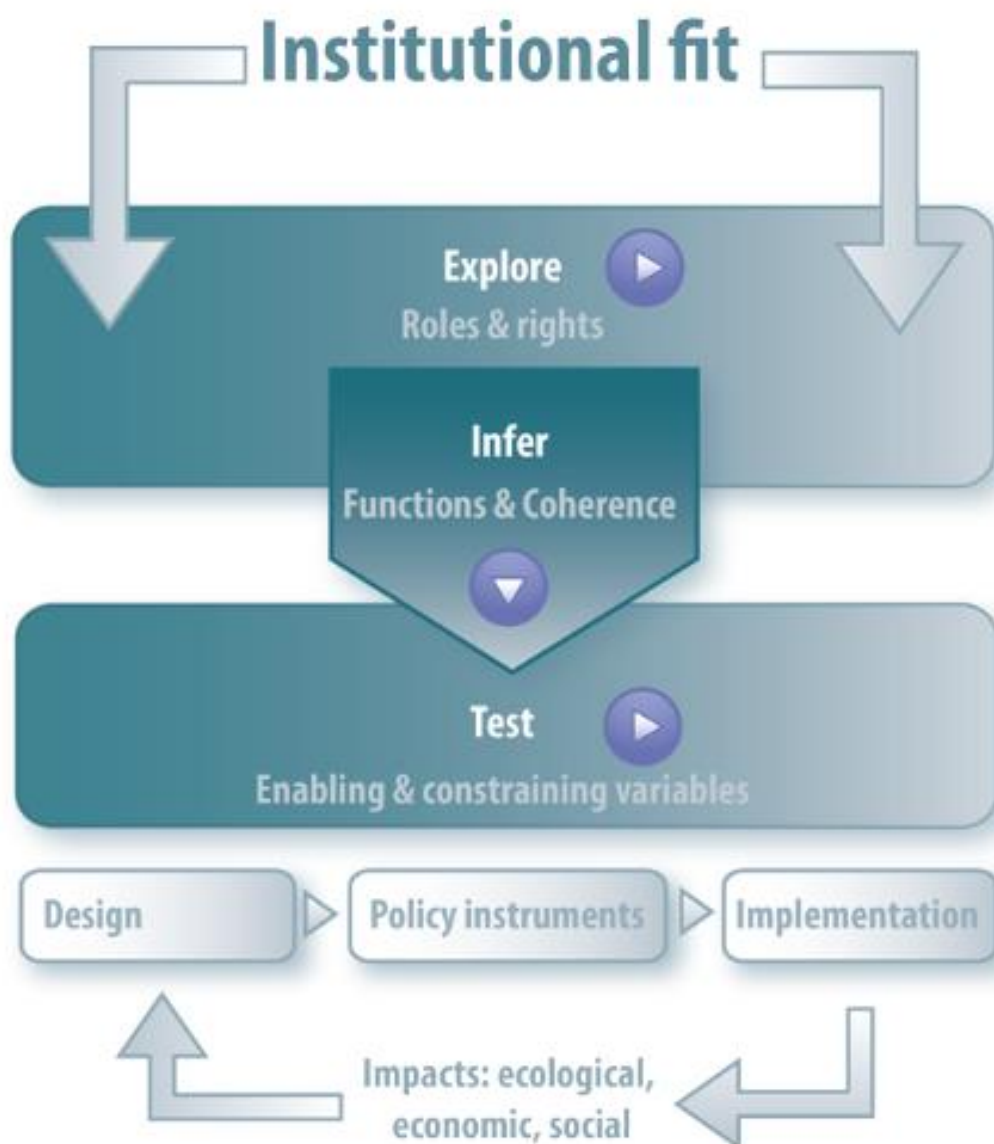 Institutional fit
Explore
Roles & rights
Infer
Functions & Coherence
Test
Enabling & constraining variables
Design
Policy instruments
Implementation
Impacts: ecological,
economic, social